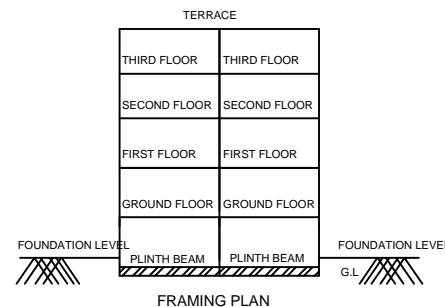 TERRACE
THIRD FLOOR THIRD FLOOR
SECOND FLOOR SECOND FLOOR
FIRST FLOOR FIRST FLOOR
GROUND FLOOR GROUND FLOOR
FOUNDATION LEVEL FOUNDATION LEVEL
PLINTH BEAM PLINTH BEAM
G.L
FRAMING PLAN